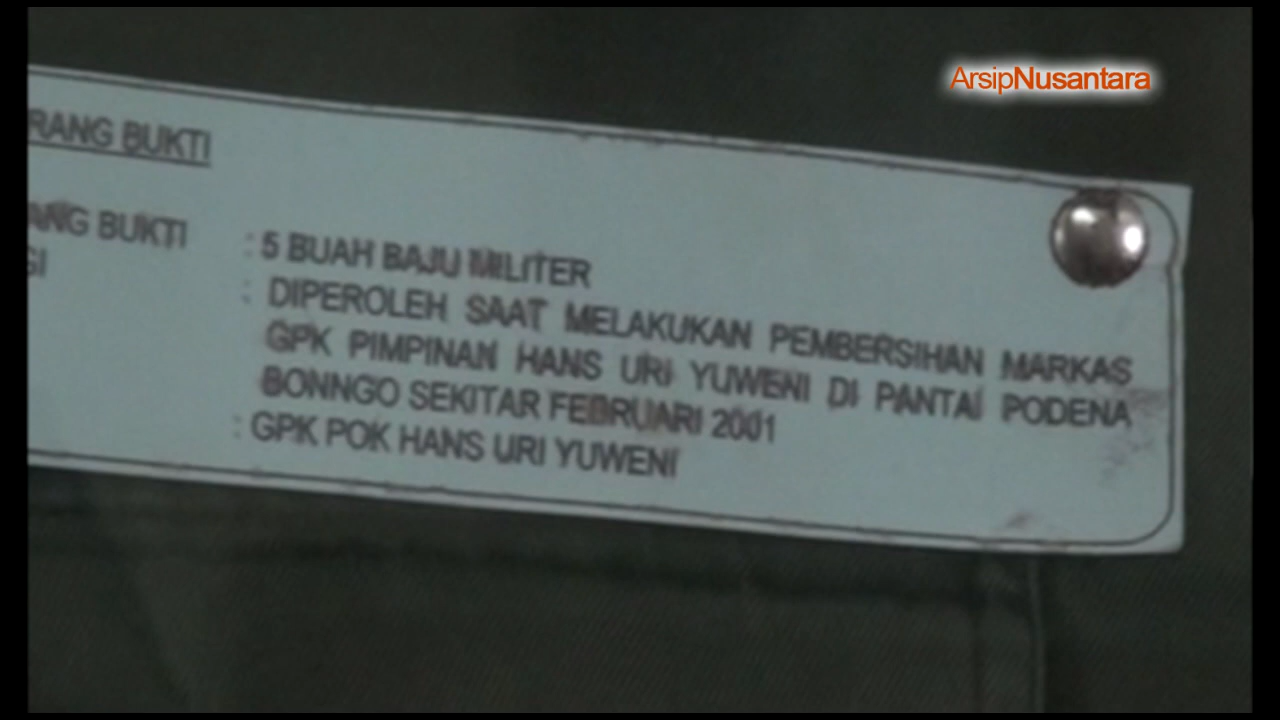 ArsipNusantara
RANG BUKTI
ANG BUKTI : 5 BUAH BAJU MILITER
GI : DIPEROLEH SAAT MELAKUKAN PEMBERSIHAN MARKAS
GPK PIMPINAN HANS URI YUWENI DI PANTAI PODENA
BONNGO SEKITAR FEBRUARI 2001
: GPK POK HANS URI YUWENI